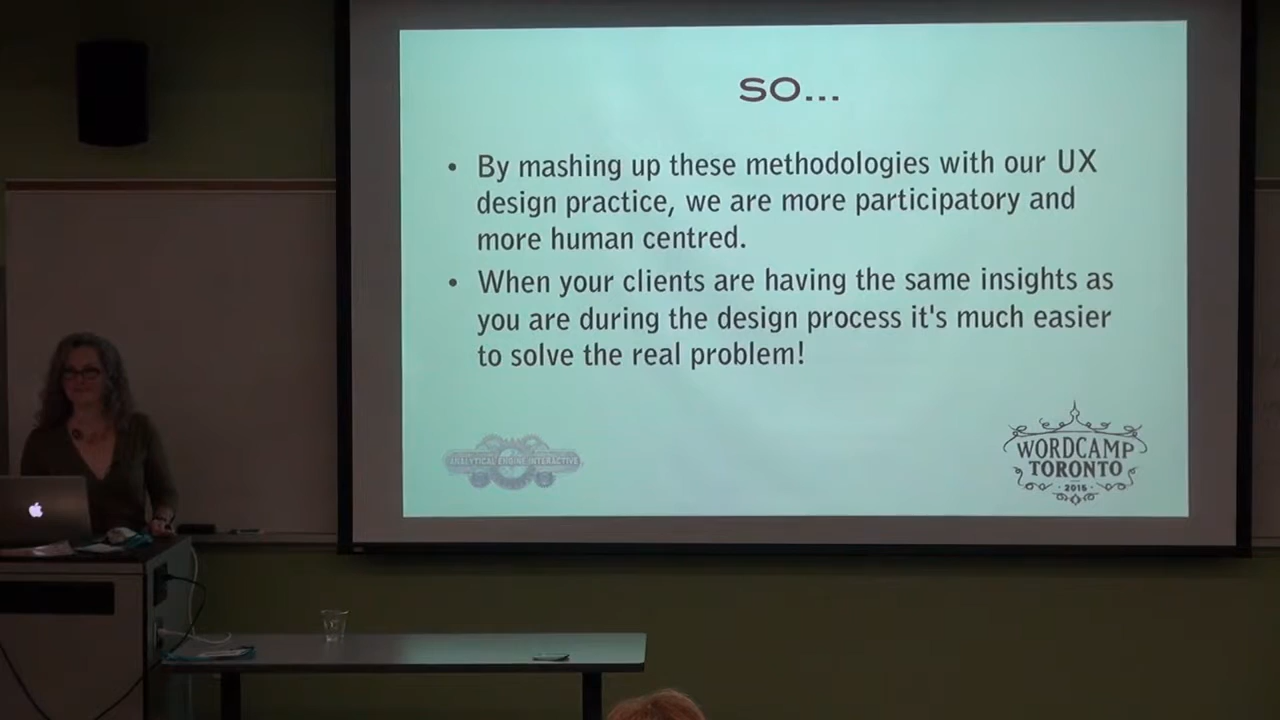 SO...
• By mashing up these methodologies with our UX
design practice, we are more participatory and
more human centred.
• When your clients are having the same insights as
you are during the design process it's much easier
to solve the real problem!
ANALYTICAL ENGINE INTERACTIVE
WORDCAMP
TORONTO
· 2015 ·